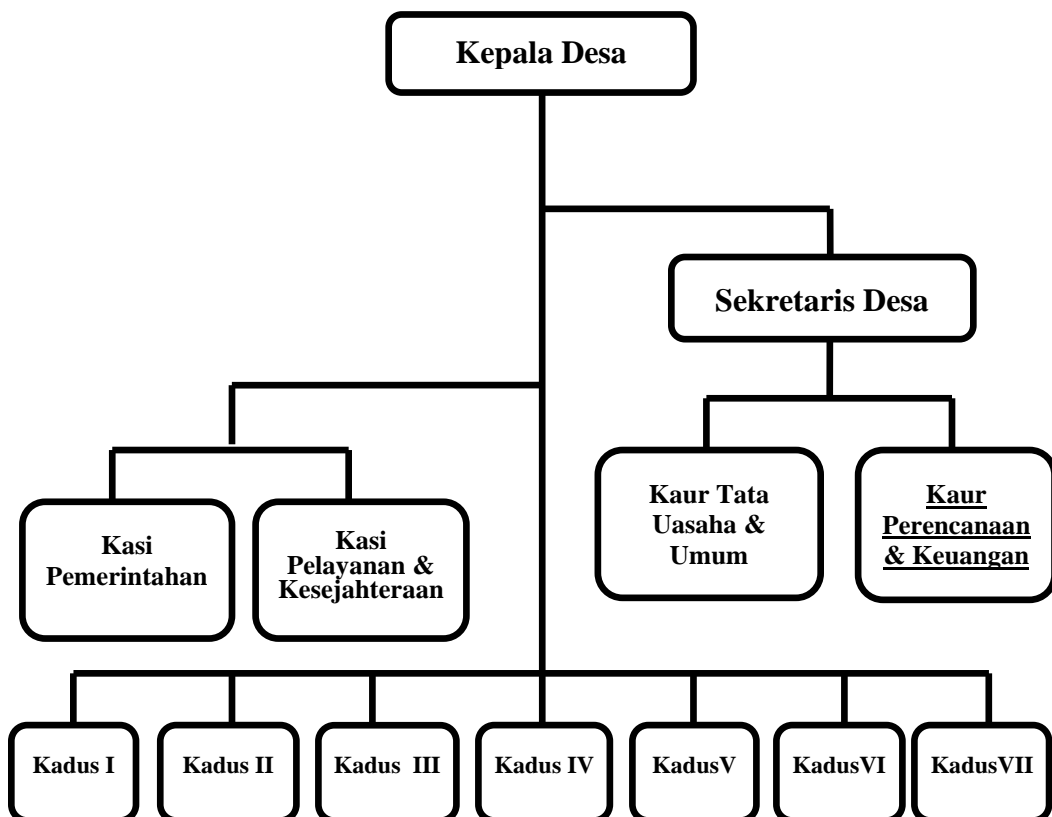 Kepala Desa
Sekretaris Desa
Kaur Tata
Uasaha &
Umum
Kaur
Perencanaan
& Keuangan
Kasi
Pemerintahan
Kasi
Pelayanan &
Kesejahteraan
Kadus I
Kadus II
Kadus III
Kadus IV
KadusV
KadusVI
KadusVII